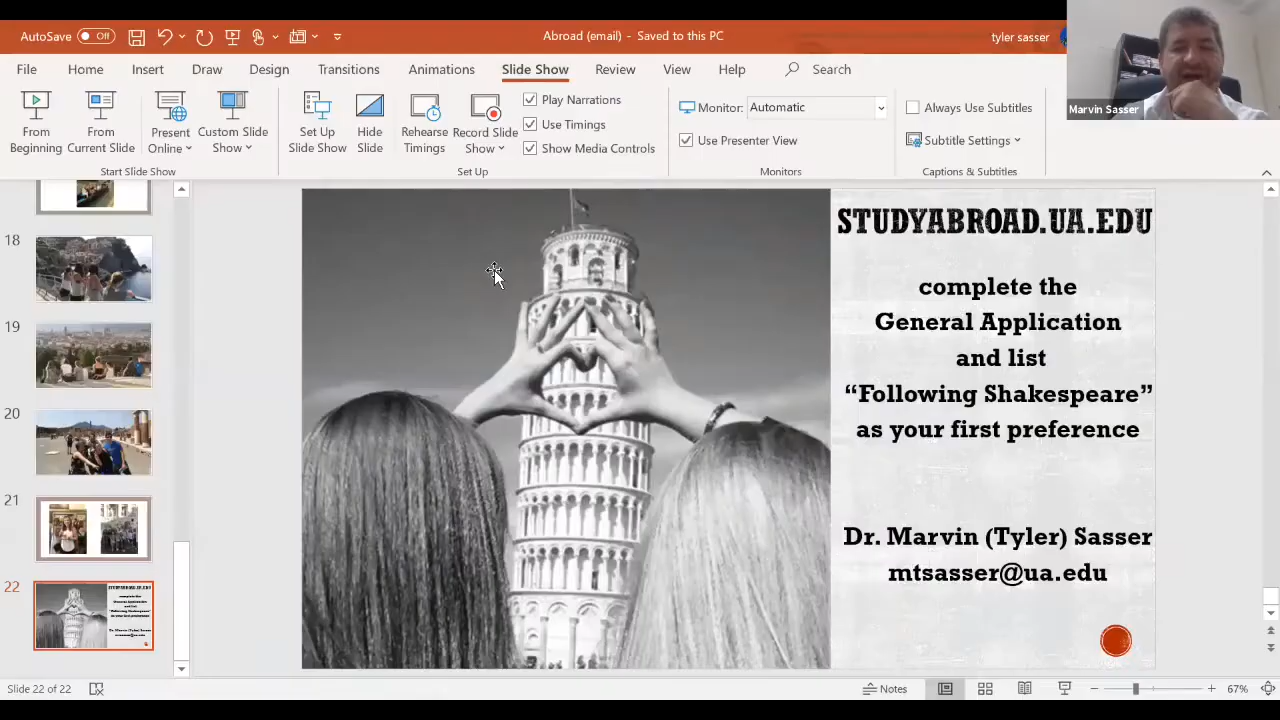 AutoSave Off
Abroad (email) - Saved to this PC
tyler sasser
File Home Insert Draw Design Transitions Animations Slide Show Review View Help Search
From Beginning
From Current Slide
Present Online
Custom Slide Show
Start Slide Show
Set Up Slide Show
Hide Slide
Rehearse Timings
Record Slide Show
Play Narrations
Use Timings
Show Media Controls
Set Up
Monitor: Automatic
Use Presenter View
Monitors
Always Use Subtitles
Subtitle Settings
Captions & Subtitles
Marvin Sasser
18
19
20
21
22
STUDYABROAD.UA.EDU
complete the
General Application
and list
“Following Shakespeare”
as your first preference
Dr. Marvin (Tyler) Sasser
mtsasser@ua.edu
Slide 22 of 22
Notes
67%